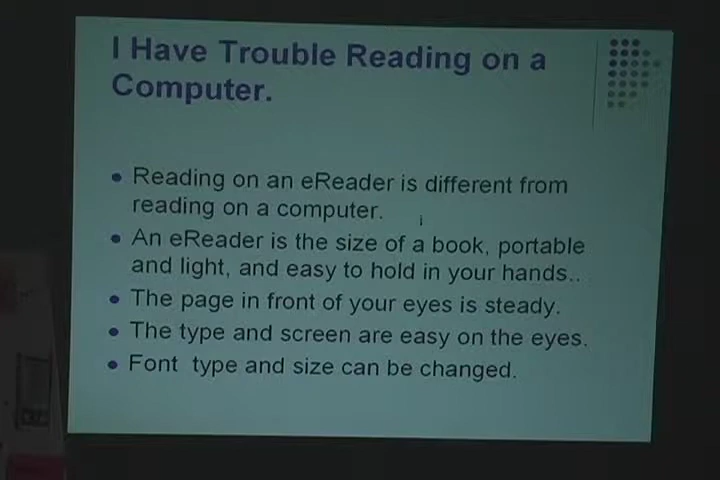 I Have Trouble Reading on a
Computer.
• Reading on an eReader is different from
reading on a computer.
• An eReader is the size of a book, portable
and light, and easy to hold in your hands..
• The page in front of your eyes is steady.
• The type and screen are easy on the eyes.
• Font  type and size can be changed.